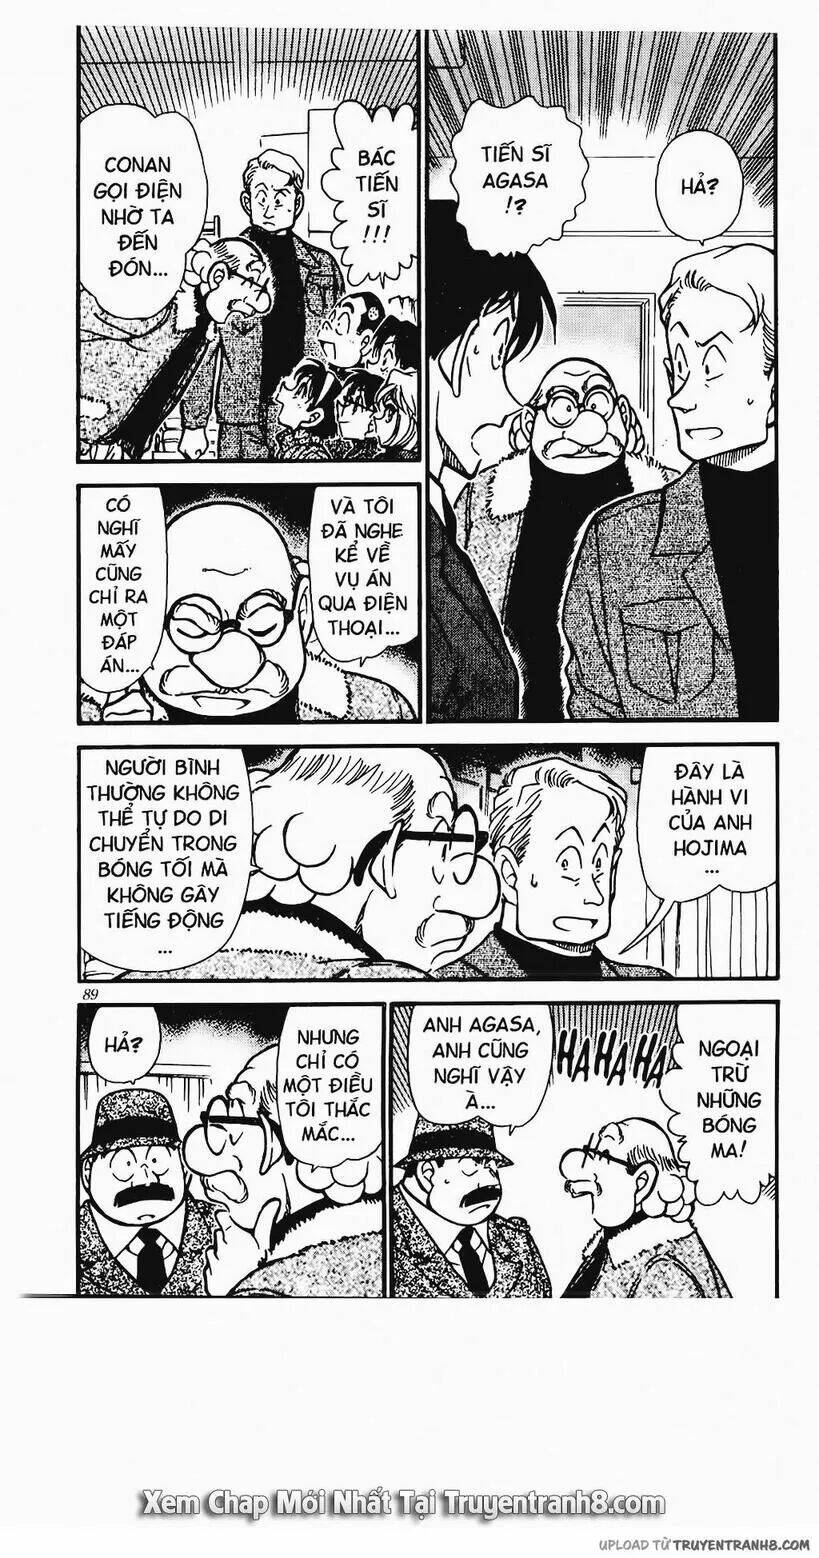 HẢ?
TIẾN SĨ
AGASA
!?
BÁC
TIẾN
SĨ
!!!
CONAN
GỌI ĐIỆN
NHỜ TA
ĐẾN
ĐÓN...
VÀ TÔI
ĐÃ NGHE
KỂ VỀ
VỤ ÁN
QUA ĐIỆN
THOẠI...
CÓ
NGHĨ
MẤY
CŨNG
CHỈ RA
MỘT
ĐÁP
ÁN...
ĐÂY LÀ
HÀNH VI
CỦA ANH
HOJIMA
...
NGƯỜI BÌNH
THƯỜNG KHÔNG
THỂ TỰ DO DI
CHUYỂN TRONG
BÓNG TỐI MÀ
KHÔNG GÂY
TIẾNG ĐỘNG
...
89
NGOẠI
TRỪ
NHỮNG
BÓNG
MA!
HA HA HA
ANH AGASA,
ANH CŨNG
NGHĨ VẬY
À...
NHƯNG
CHỈ CÓ
MỘT ĐIỀU
TÔI THẮC
MẮC...
HẢ?
Xem Chap Mới Nhất Tại Truyentranh8.com
UPLOAD TỪ TRUYENTRANH8.COM